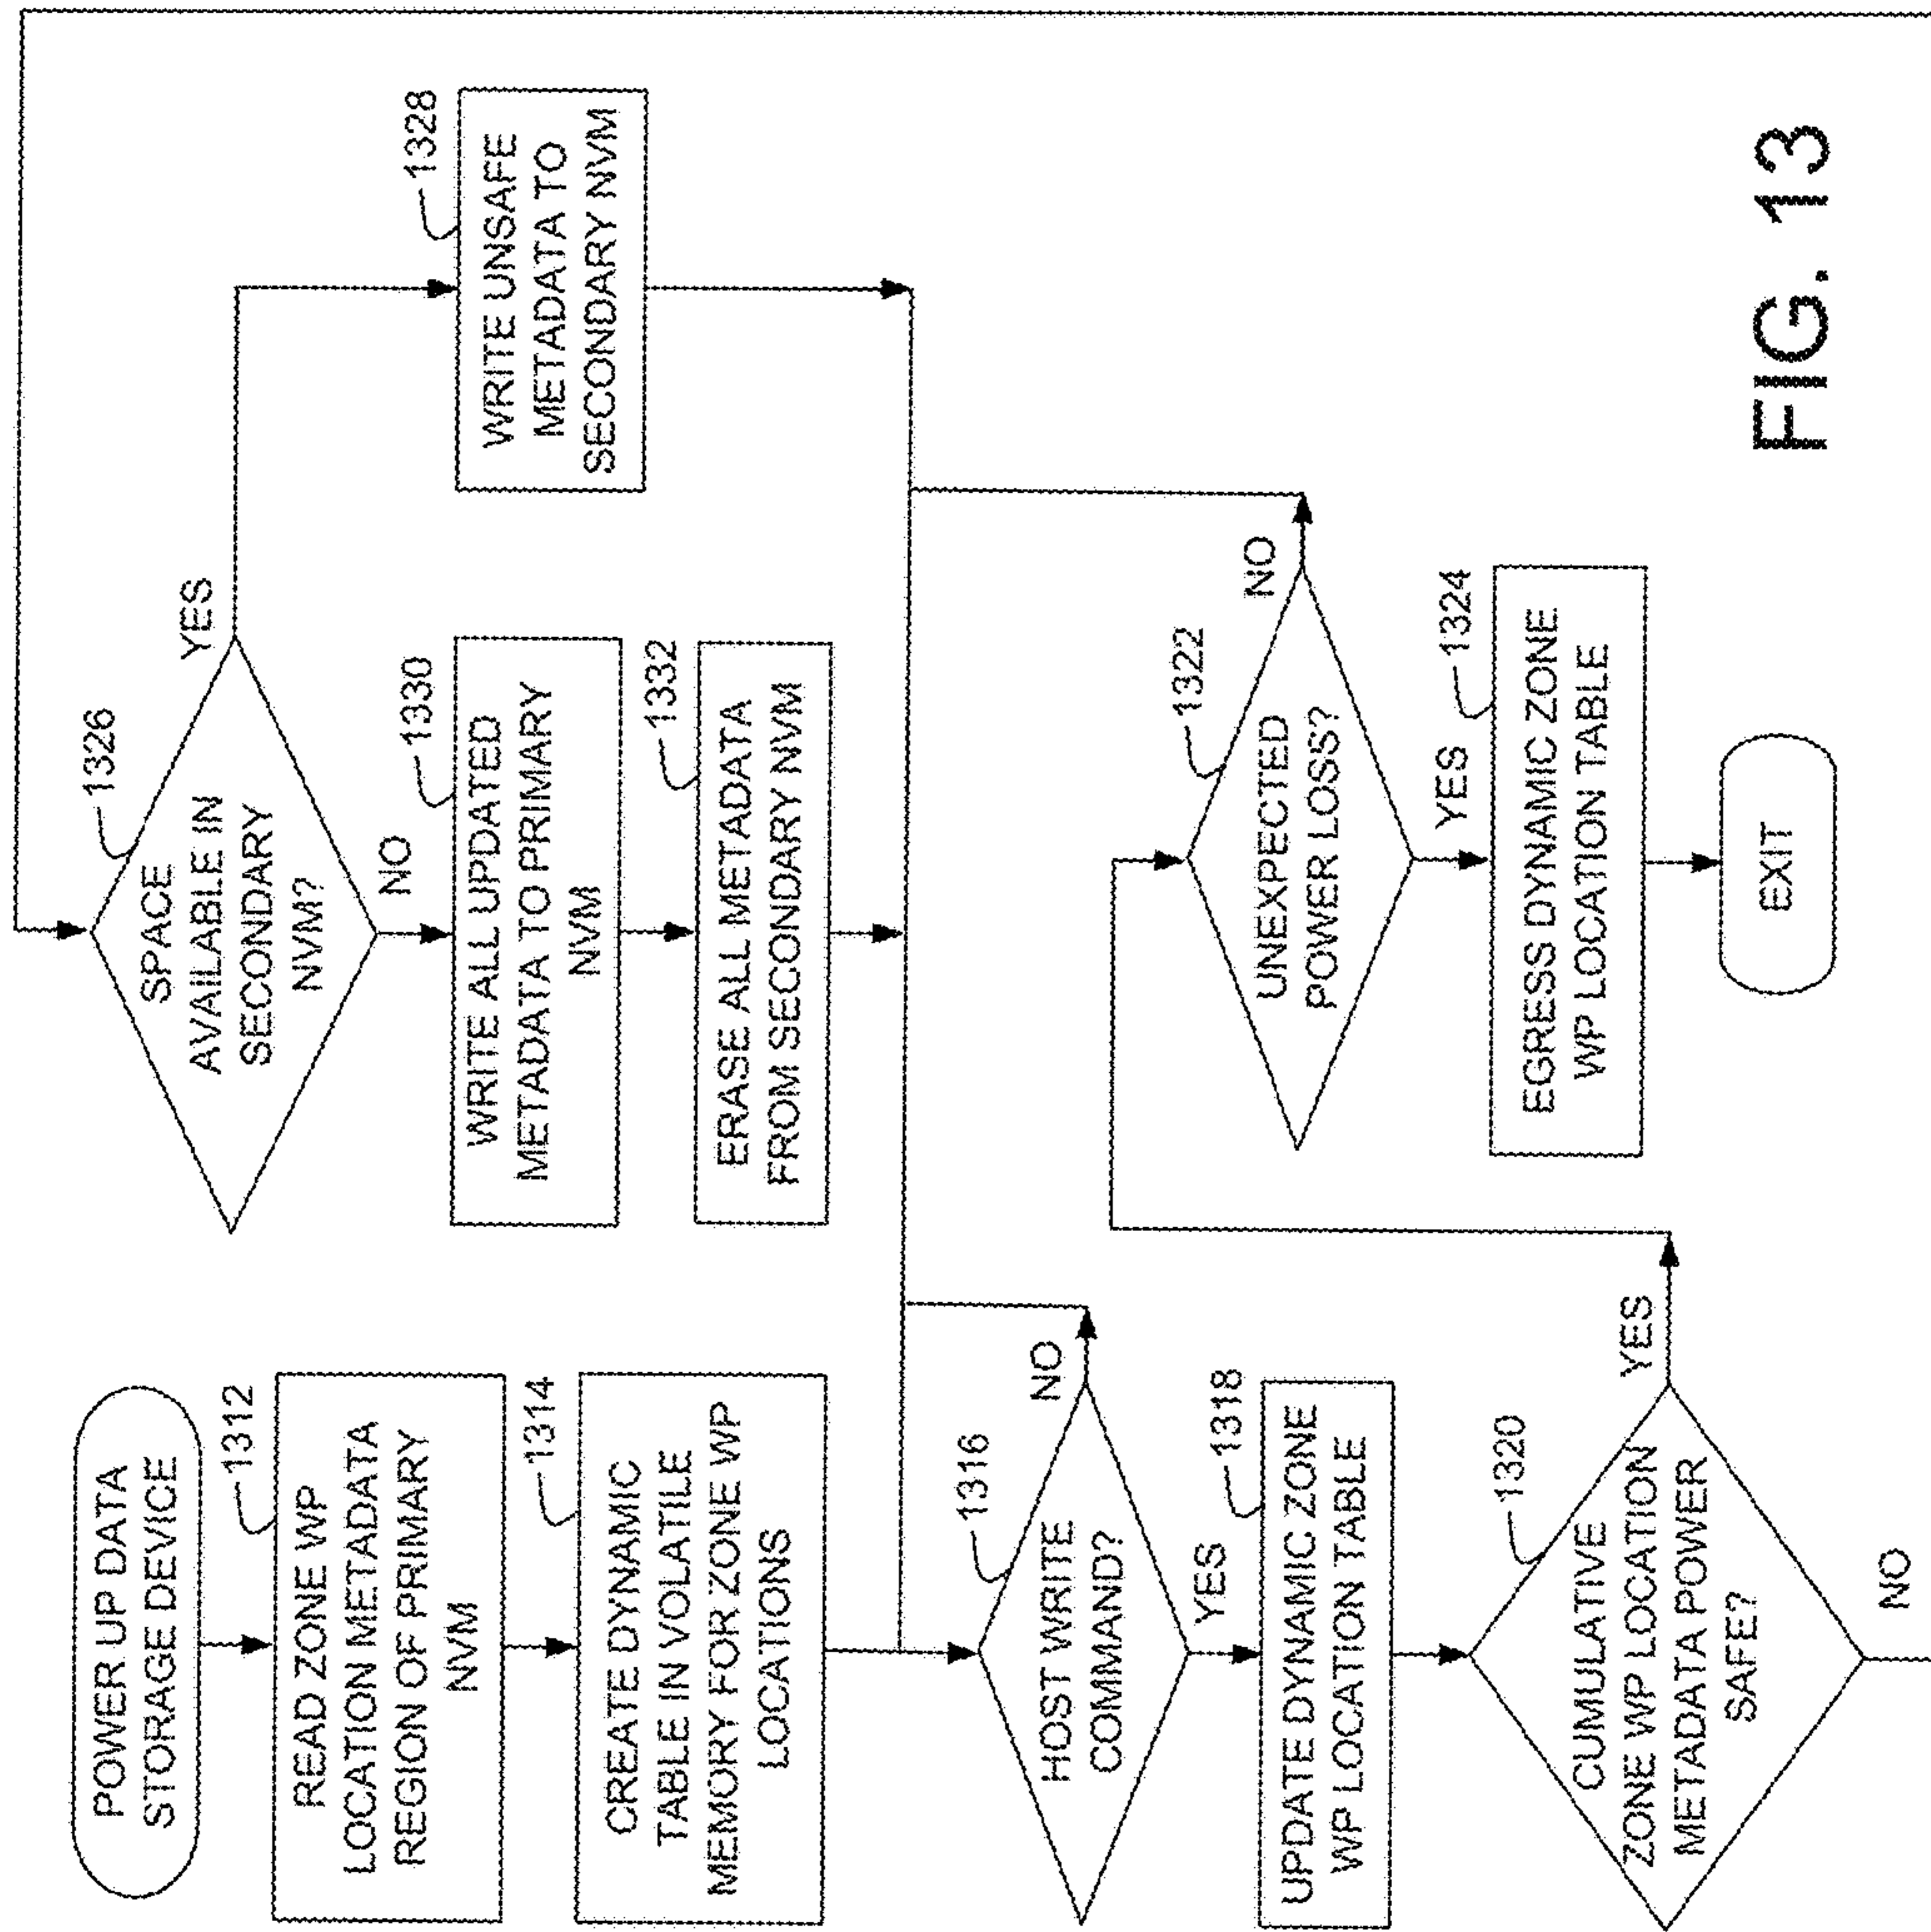 POWER UP DATA
STORAGE DEVICE
1312
READ ZONE WP
LOCATION METADATA
REGION OF PRIMARY
NVM
1314
CREATE DYNAMIC
TABLE IN VOLATILE
MEMORY FOR ZONE WP
LOCATIONS
1316
HOST WRITE
COMMAND?
NO
YES
1318
UPDATE DYNAMIC ZONE
WP LOCATION TABLE
1320
CUMULATIVE
ZONE WP LOCATION
METADATA POWER
SAFE?
YES
NO
1326
SPACE
AVAILABLE IN
SECONDARY
NVM?
YES
NO
1328
WRITE UNSAFE
METADATA TO
SECONDARY NVM
1330
WRITE ALL UPDATED
METADATA TO PRIMARY
NVM
1332
ERASE ALL METADATA
FROM SECONDARY NVM
1322
UNEXPECTED
POWER LOSS?
NO
YES
1324
EGRESS DYNAMIC ZONE
WP LOCATION TABLE
EXIT
FIG. 13